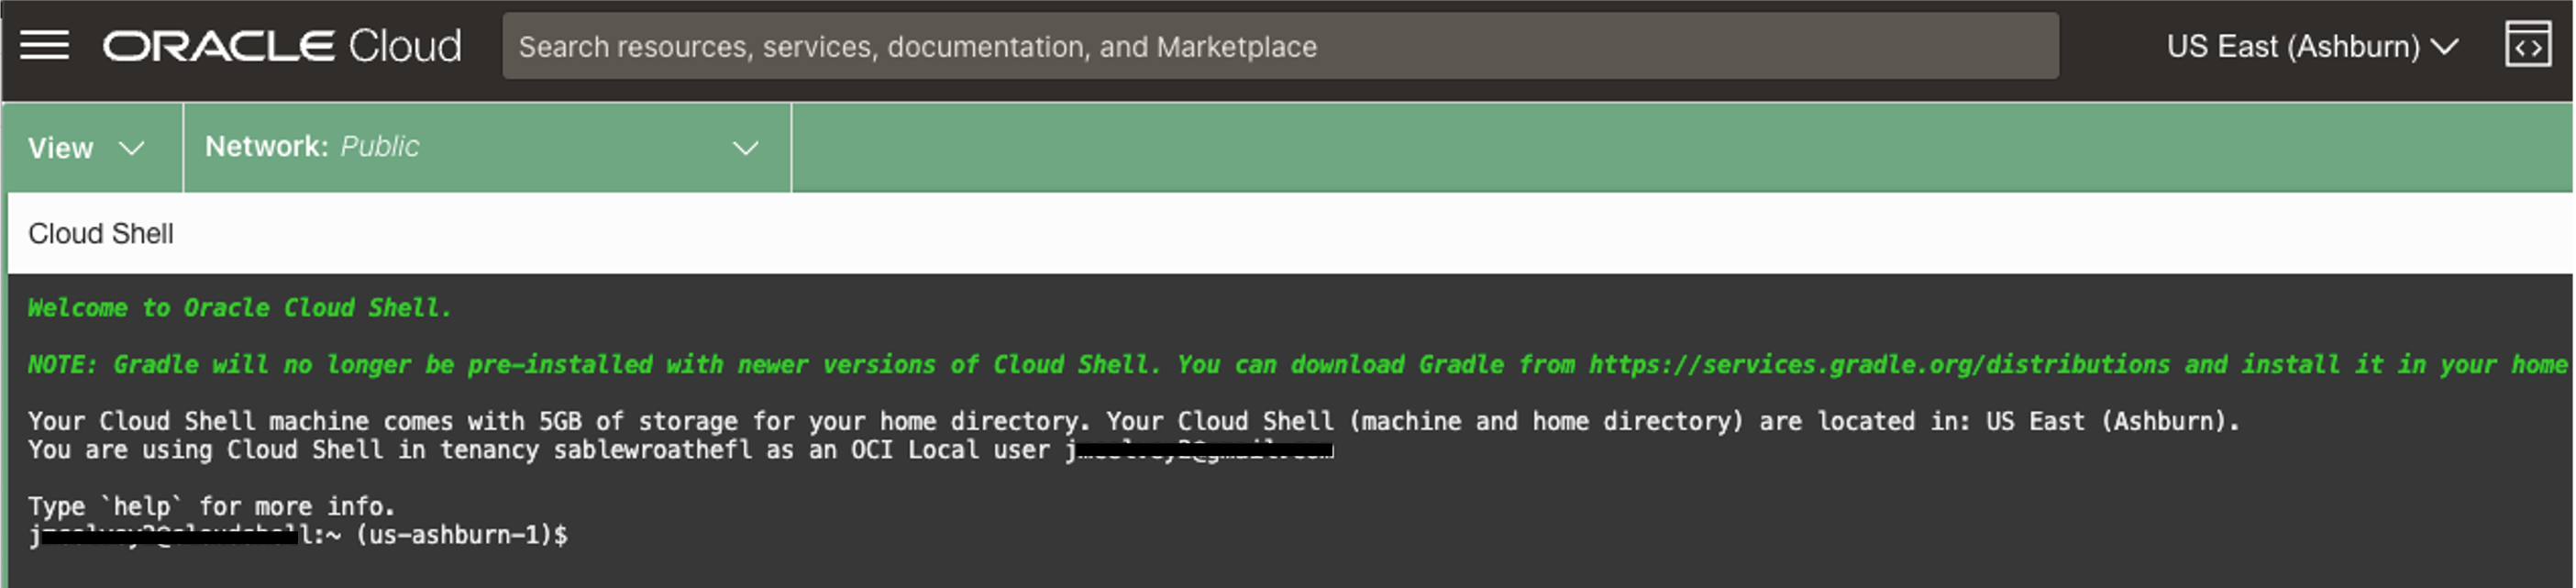 ORACLE Cloud
Search resources, services, documentation, and Marketplace
US East (Ashburn)
View
Network: Public
Cloud Shell
Welcome to Oracle Cloud Shell.
NOTE: Gradle will no longer be pre-installed with newer versions of Cloud Shell. You can download Gradle from https://services.gradle.org/distributions and install it in your home
Your Cloud Shell machine comes with 5GB of storage for your home directory. Your Cloud Shell (machine and home directory) are located in: US East (Ashburn).
You are using Cloud Shell in tenancy sablewroathefl as an OCI Local user
Type `help` for more info.
:~ (us-ashburn-1)$